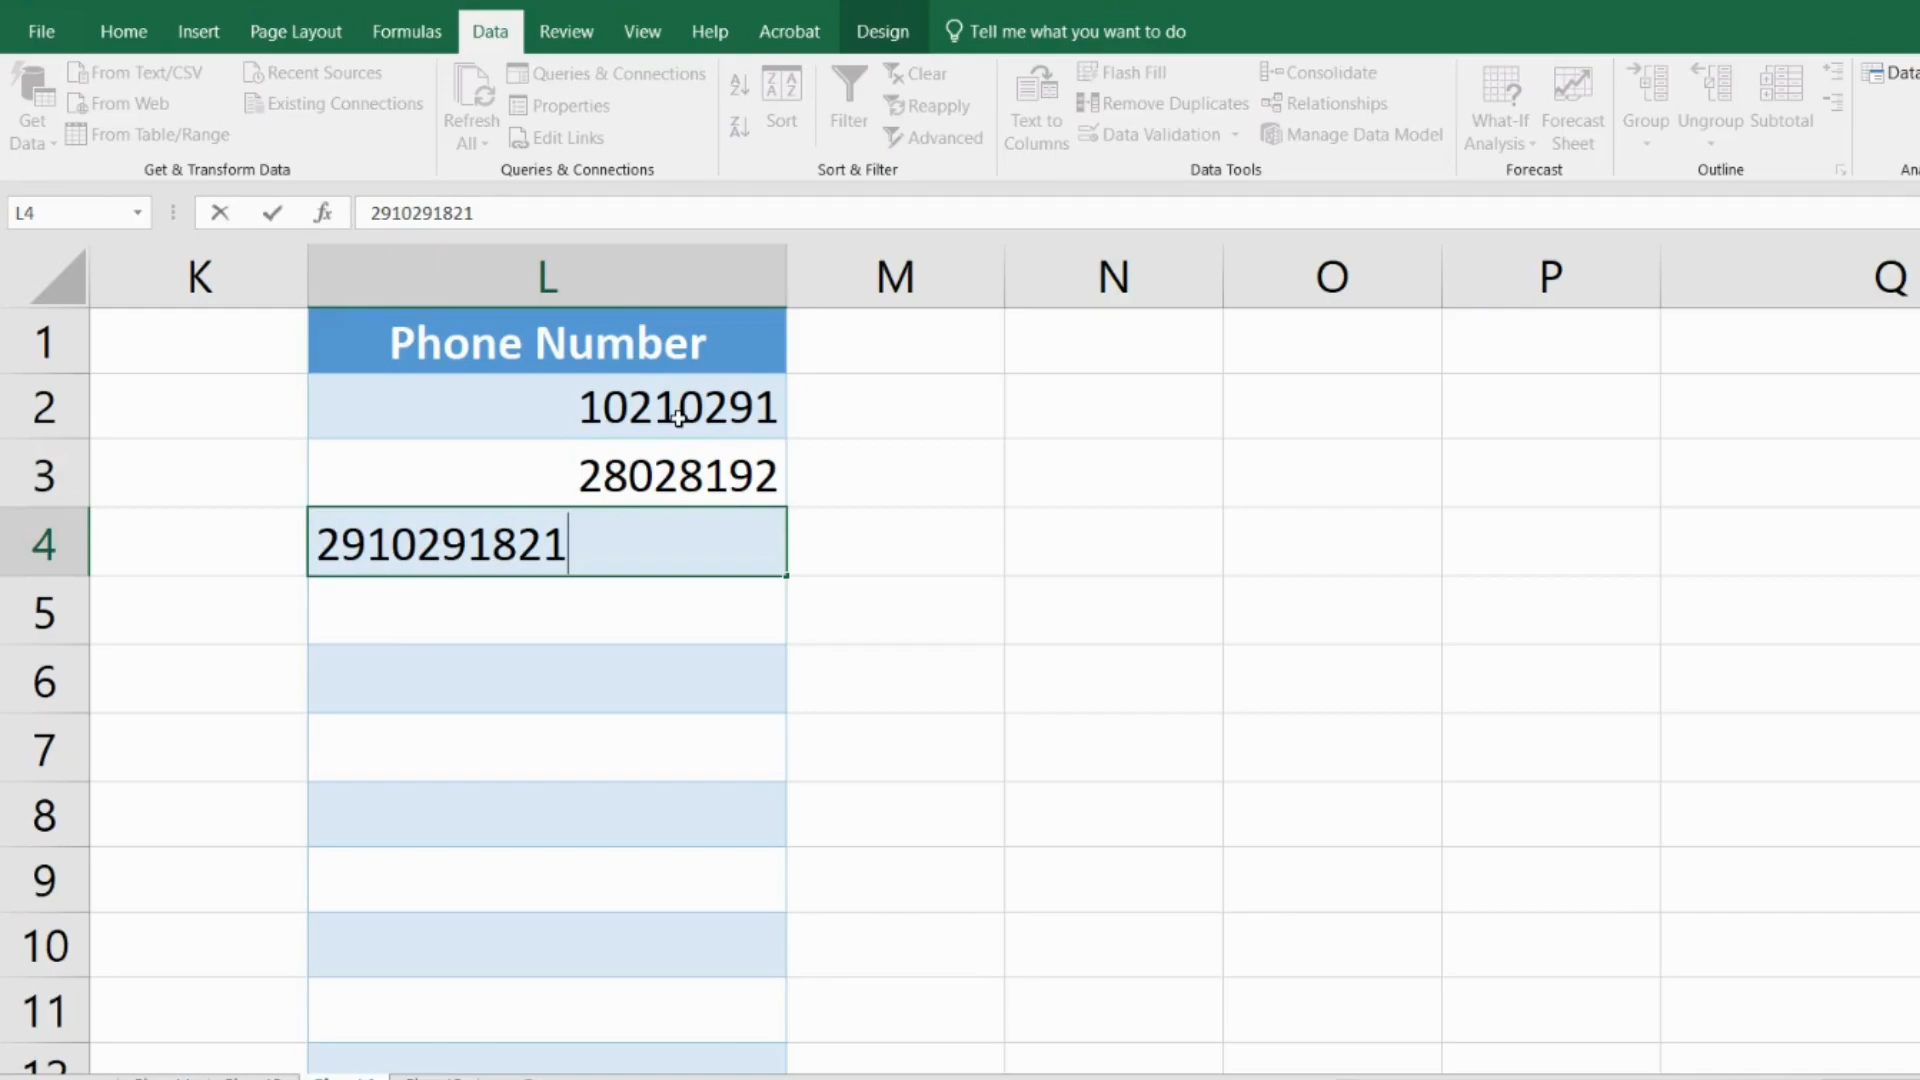 File Home Insert Page Layout Formulas Data Review View Help Acrobat Design Tell me what you want to do
Get Data
From Text/CSV
From Web
From Table/Range
Recent Sources
Existing Connections
Get & Transform Data
Refresh All
Queries & Connections
Properties
Edit Links
Queries & Connections
Sort
Filter
Clear
Reapply
Advanced
Sort & Filter
Text to Columns
Flash Fill
Remove Duplicates
Data Validation
Consolidate
Relationships
Manage Data Model
Data Tools
What-If Analysis
Forecast Sheet
Forecast
Group
Ungroup
Subtotal
Outline
Data
L4 fx 2910291821
K L M N O P Q
1 Phone Number
2 10210291
3 28028192
4 2910291821
5
6
7
8
9
10
11
12